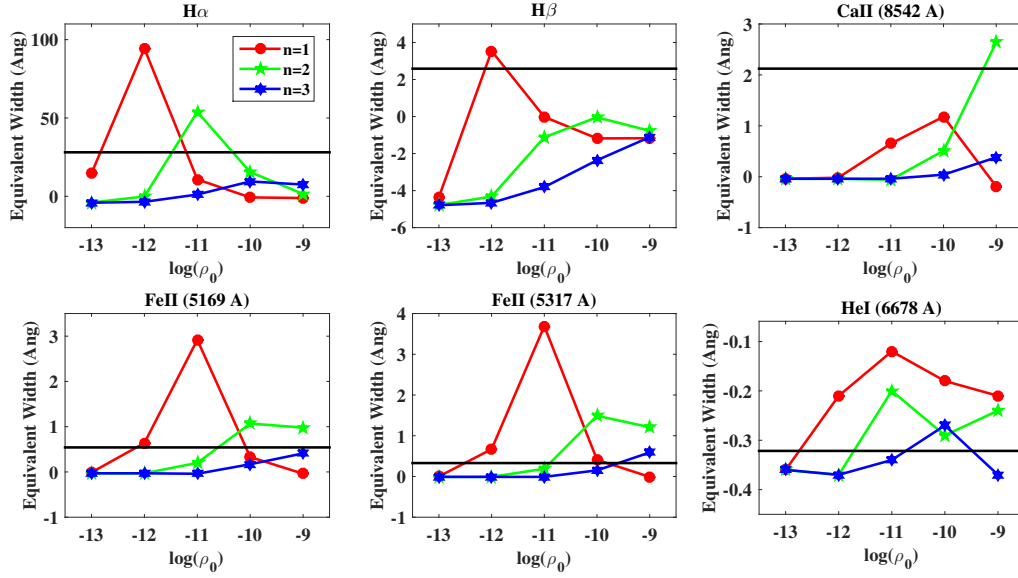 Hα
Equivalent Width (Ang)
100
50
0
n=1
n=2
n=3
-13 -12 -11 -10 -9
log(ρ0)
Hβ
Equivalent Width (Ang)
4
2
0
-2
-4
-6
-13 -12 -11 -10 -9
log(ρ0)
CaII (8542 A)
Equivalent Width (Ang)
3
2
1
0
-1
-13 -12 -11 -10 -9
log(ρ0)
FeII (5169 A)
Equivalent Width (Ang)
3
2
1
0
-1
-13 -12 -11 -10 -9
log(ρ0)
FeII (5317 A)
Equivalent Width (Ang)
4
3
2
1
0
-1
-13 -12 -11 -10 -9
log(ρ0)
HeI (6678 A)
Equivalent Width (Ang)
-0.1
-0.2
-0.3
-0.4
-13 -12 -11 -10 -9
log(ρ0)